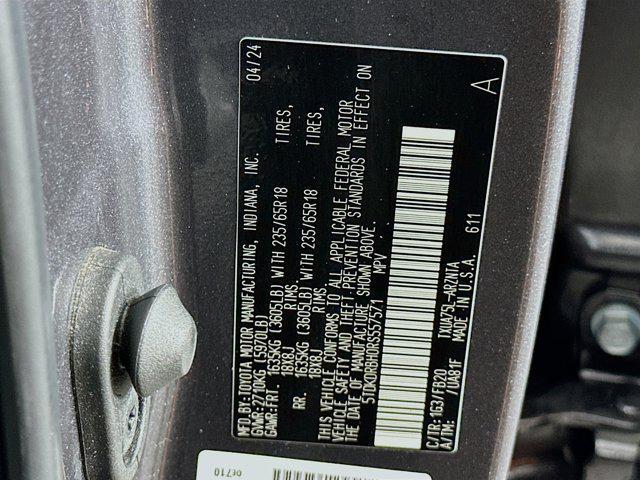 MFD.BY:TOYOTA MOTOR MANUFACTURING, INDIANA, INC. 04/24
GVWR:2710KG (5970LB)
GAWR:FRT. 1635KG (3605LB) WITH 235/65R18 TIRES,
18X8J RIMS,
RR. 1635KG (3605LB) WITH 235/65R18 TIRES,
18X8J RIMS.
THIS VEHICLE CONFORMS TO ALL APPLICABLE FEDERAL MOTOR
VEHICLE SAFETY AND THEFT PREVENTION STANDARDS IN EFFECT ON
THE DATE OF MANUFACTURE SHOWN ABOVE.
5TDKDRBH0RS557571 MPV
C/TR: 1G3/FB20 TXUA75L-ARZNTA
A/TM: /UA81F MADE IN U.S.A. 611
A
0E710